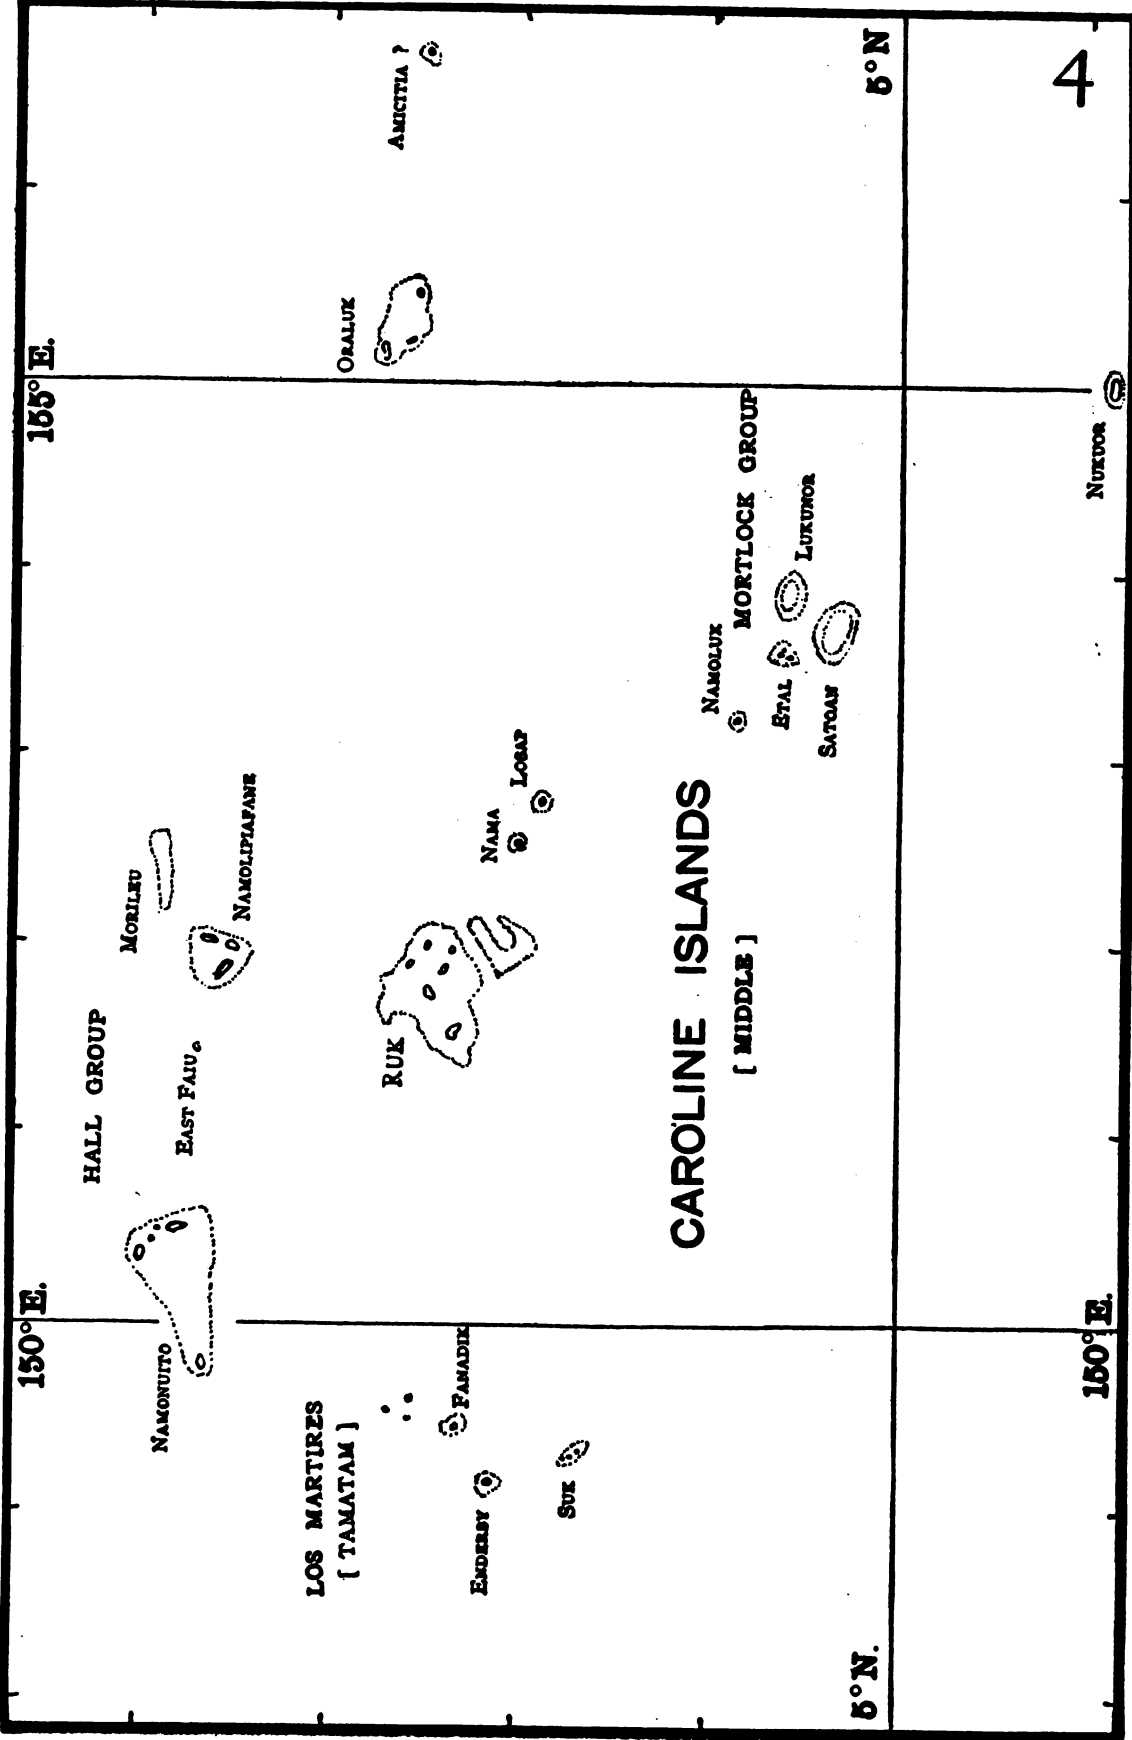 4
150°E.
155°E.
HALL GROUP
MORILEU
NAMONUITO
EAST FAIU
NAMOLIPIAFANE
LOS MARTIRES
[ TAMATAM ]
ORALUK
AMICITIA ?
RUK
FANADIK
ENDERBY
NAMA
LOSAP
SUK
CAROLINE ISLANDS
[ MIDDLE ]
NAMOLUK
MORTLOCK GROUP
ETAL
LUKUNOR
SATOAN
5°N.
5°N
NUKUOR
150°E.